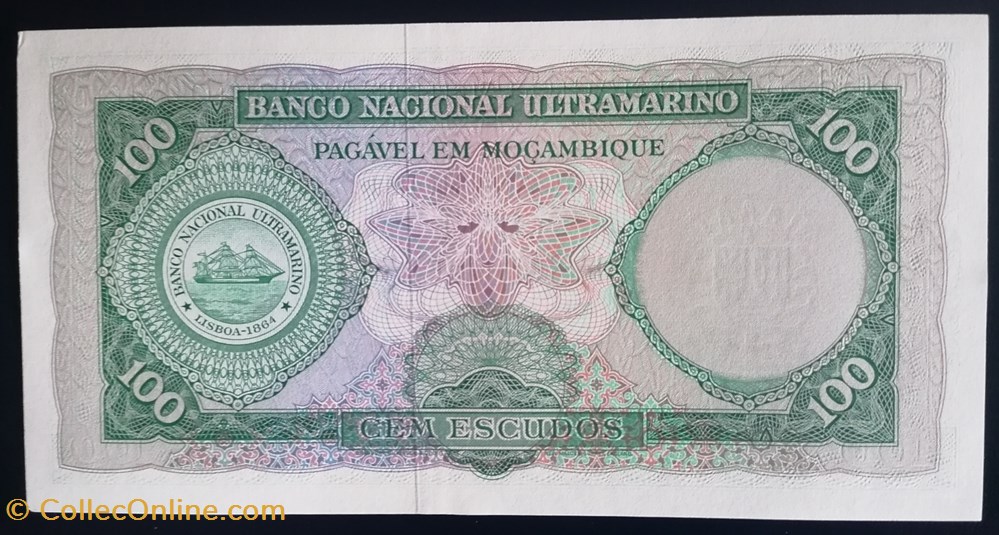 BANCO NACIONAL ULTRAMARINO
PAGÁVEL EM MOÇAMBIQUE
100
100
BANCO NACIONAL ULTRAMARINO
LISBOA-1864
100
100
CEM ESCUDOS
© CollecOnline.com